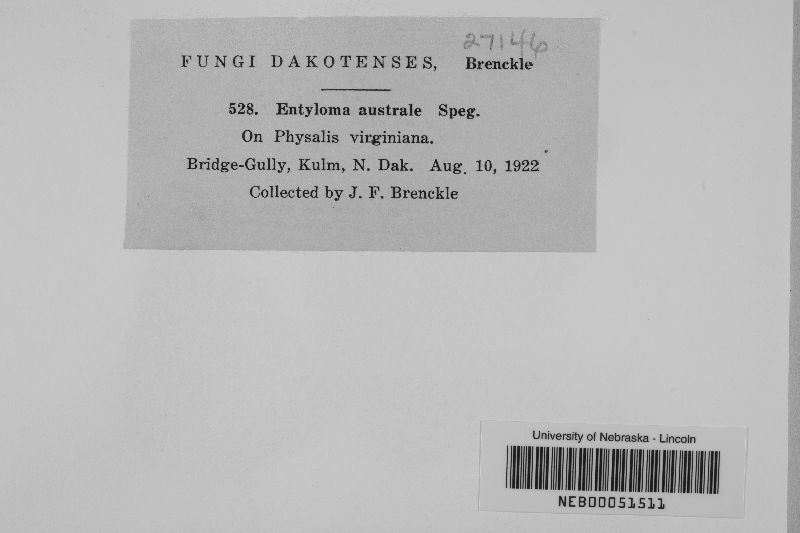 27146
FUNGI DAKOTENSES, Brenckle
528. Entyloma australe Speg.
On Physalis virginiana.
Bridge-Gully, Kulm, N. Dak. Aug. 10, 1922
Collected by J. F. Brenckle
University of Nebraska - Lincoln
NEB00051511